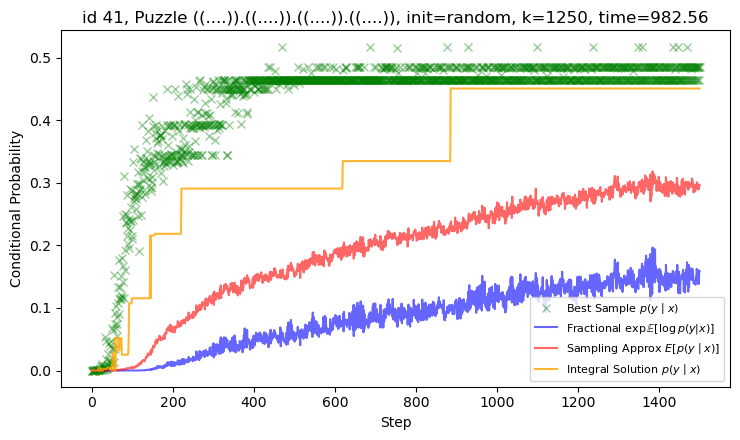 id 41, Puzzle ((....)).((....)).((....)).((....)), init=random, k=1250, time=982.56
0.5
0.4
0.3
0.2
0.1
0.0
Conditional Probability
Best Sample p(y | x)
Fractional exp𝔼[log p(y|x)]
Sampling Approx E[p(y | x)]
Integral Solution p(y | x)
0 200 400 600 800 1000 1200 1400
Step